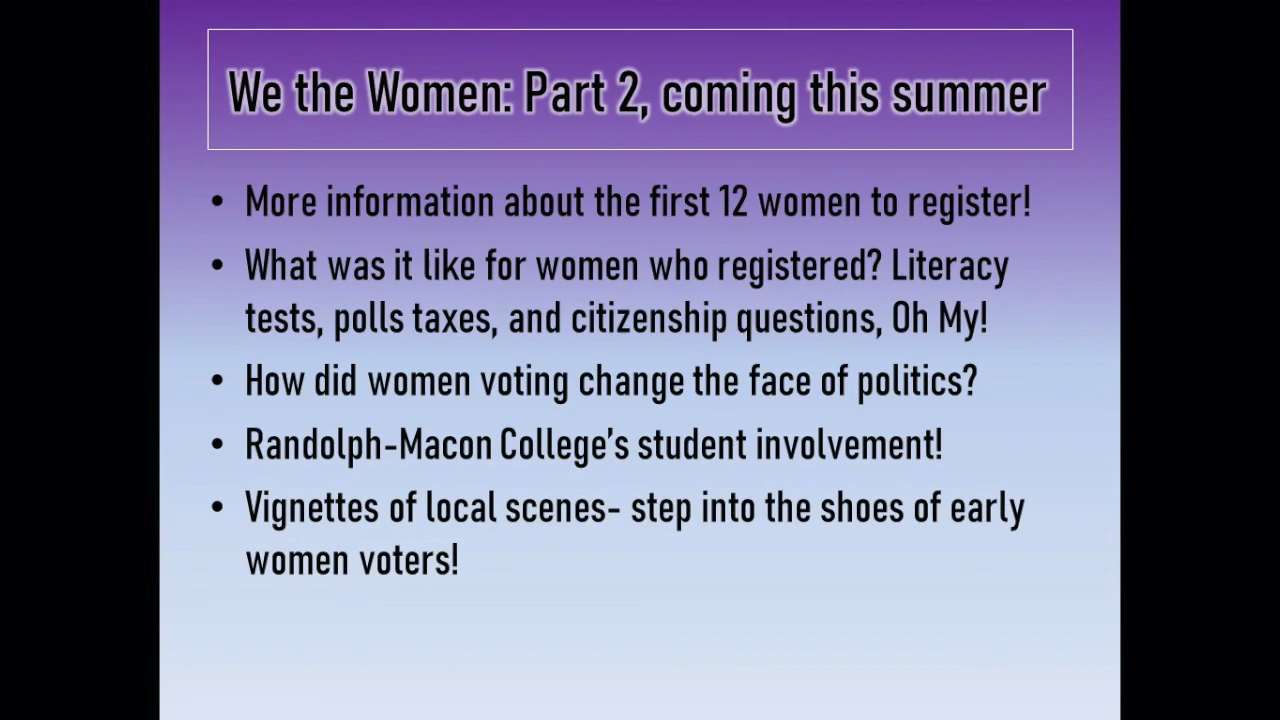 We the Women: Part 2, coming this summer
• More information about the first 12 women to register!
• What was it like for women who registered? Literacy
tests, polls taxes, and citizenship questions, Oh My!
• How did women voting change the face of politics?
• Randolph-Macon College’s student involvement!
• Vignettes of local scenes- step into the shoes of early
women voters!